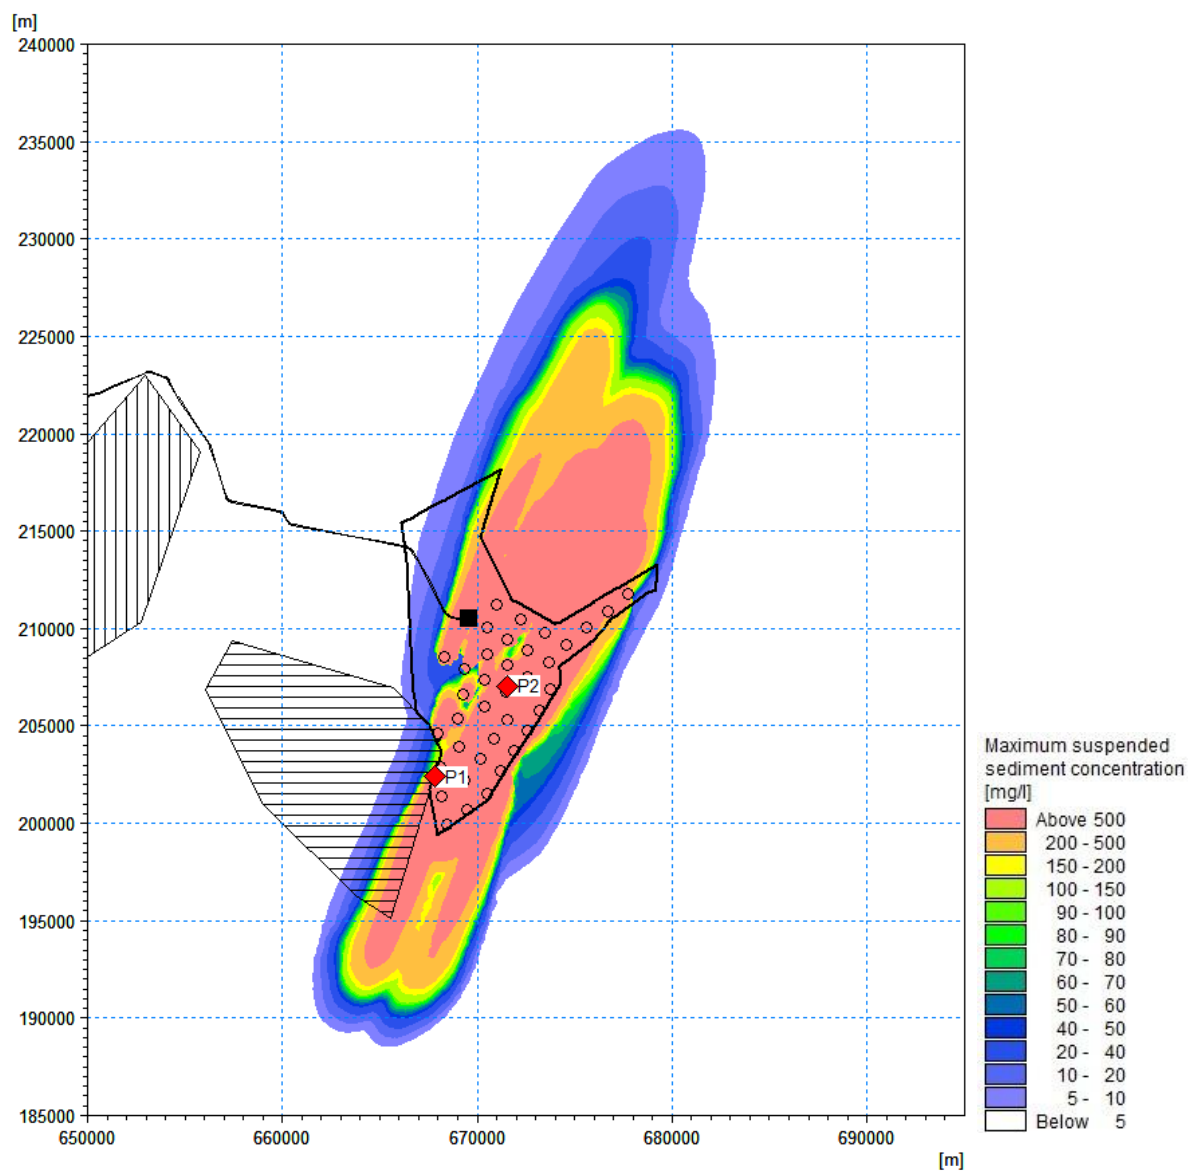 [m]
240000
235000
230000
225000
220000
215000
210000
205000
200000
195000
190000
185000
650000 660000 670000 680000 690000
[m]
P2
P1
Maximum suspended
sediment concentration
[mg/l]
Above 500
200 - 500
150 - 200
100 - 150
90 - 100
80 - 90
70 - 80
60 - 70
50 - 60
40 - 50
20 - 40
10 - 20
5 - 10
Below 5